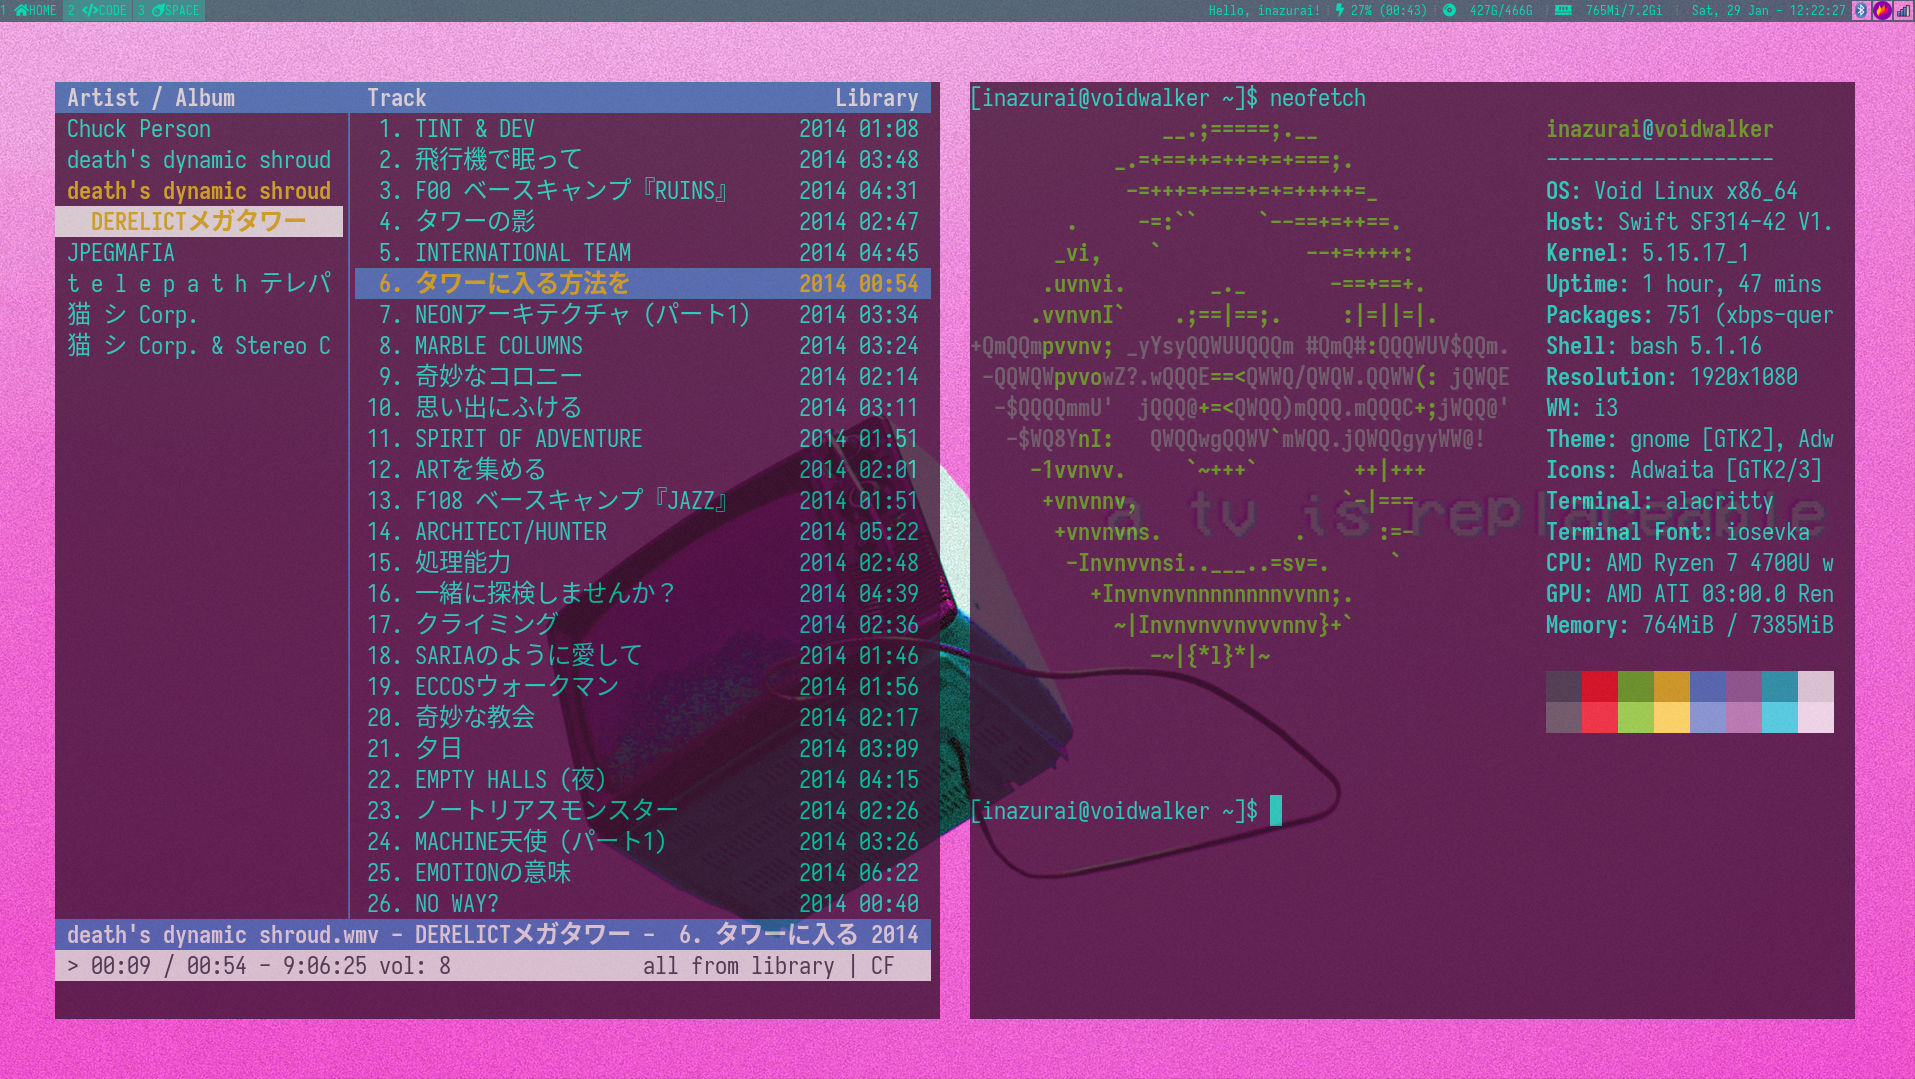 1 HOME 2 </>CODE 3 SPACE
Hello, inazurai! 27% (00:43) 427G/466G 765Mi/7.2Gi Sat, 29 Jan - 12:22:27
Artist / Album Track Library
Chuck Person 1. TINT & DEV 2014 01:08
death's dynamic shroud 2. 飛行機で眠って 2014 03:48
death's dynamic shroud 3. F00 ベースキャンプ『RUINS』 2014 04:31
DERELICTメガタワー 4. タワーの影 2014 02:47
JPEGMAFIA 5. INTERNATIONAL TEAM 2014 04:45
t e l e p a t h テレパ 6. タワーに入る方法を 2014 00:54
猫 シ Corp. 7. NEONアーキテクチャ (パート1) 2014 03:34
猫 シ Corp. & Stereo C 8. MARBLE COLUMNS 2014 03:24
9. 奇妙なコロニー 2014 02:14
10. 思い出にふける 2014 03:11
11. SPIRIT OF ADVENTURE 2014 01:51
12. ARTを集める 2014 02:01
13. F108 ベースキャンプ『JAZZ』 2014 01:51
14. ARCHITECT/HUNTER 2014 05:22
15. 処理能力 2014 02:48
16. 一緒に探検しませんか？ 2014 04:39
17. クライミング 2014 02:36
18. SARIAのように愛して 2014 01:46
19. ECCOSウォークマン 2014 01:56
20. 奇妙な教会 2014 02:17
21. 夕日 2014 03:09
22. EMPTY HALLS (夜) 2014 04:15
23. ノートリアスモンスター 2014 02:26
24. MACHINE天使 (パート1) 2014 03:26
25. EMOTIONの意味 2014 06:22
26. NO WAY? 2014 00:40
death's dynamic shroud.wmv - DERELICTメガタワー - 6. タワーに入る 2014
> 00:09 / 00:54 - 9:06:25 vol: 8 all from library | CF
[inazurai@voidwalker ~]$ neofetch
inazurai@voidwalker
-------------------
OS: Void Linux x86_64
Host: Swift SF314-42 V1.
Kernel: 5.15.17_1
Uptime: 1 hour, 47 mins
Packages: 751 (xbps-quer
Shell: bash 5.1.16
Resolution: 1920x1080
WM: i3
Theme: gnome [GTK2], Adw
Icons: Adwaita [GTK2/3]
Terminal: alacritty
Terminal Font: iosevka
CPU: AMD Ryzen 7 4700U w
GPU: AMD ATI 03:00.0 Ren
Memory: 764MiB / 7385MiB
a tv is replaceable
[inazurai@voidwalker ~]$